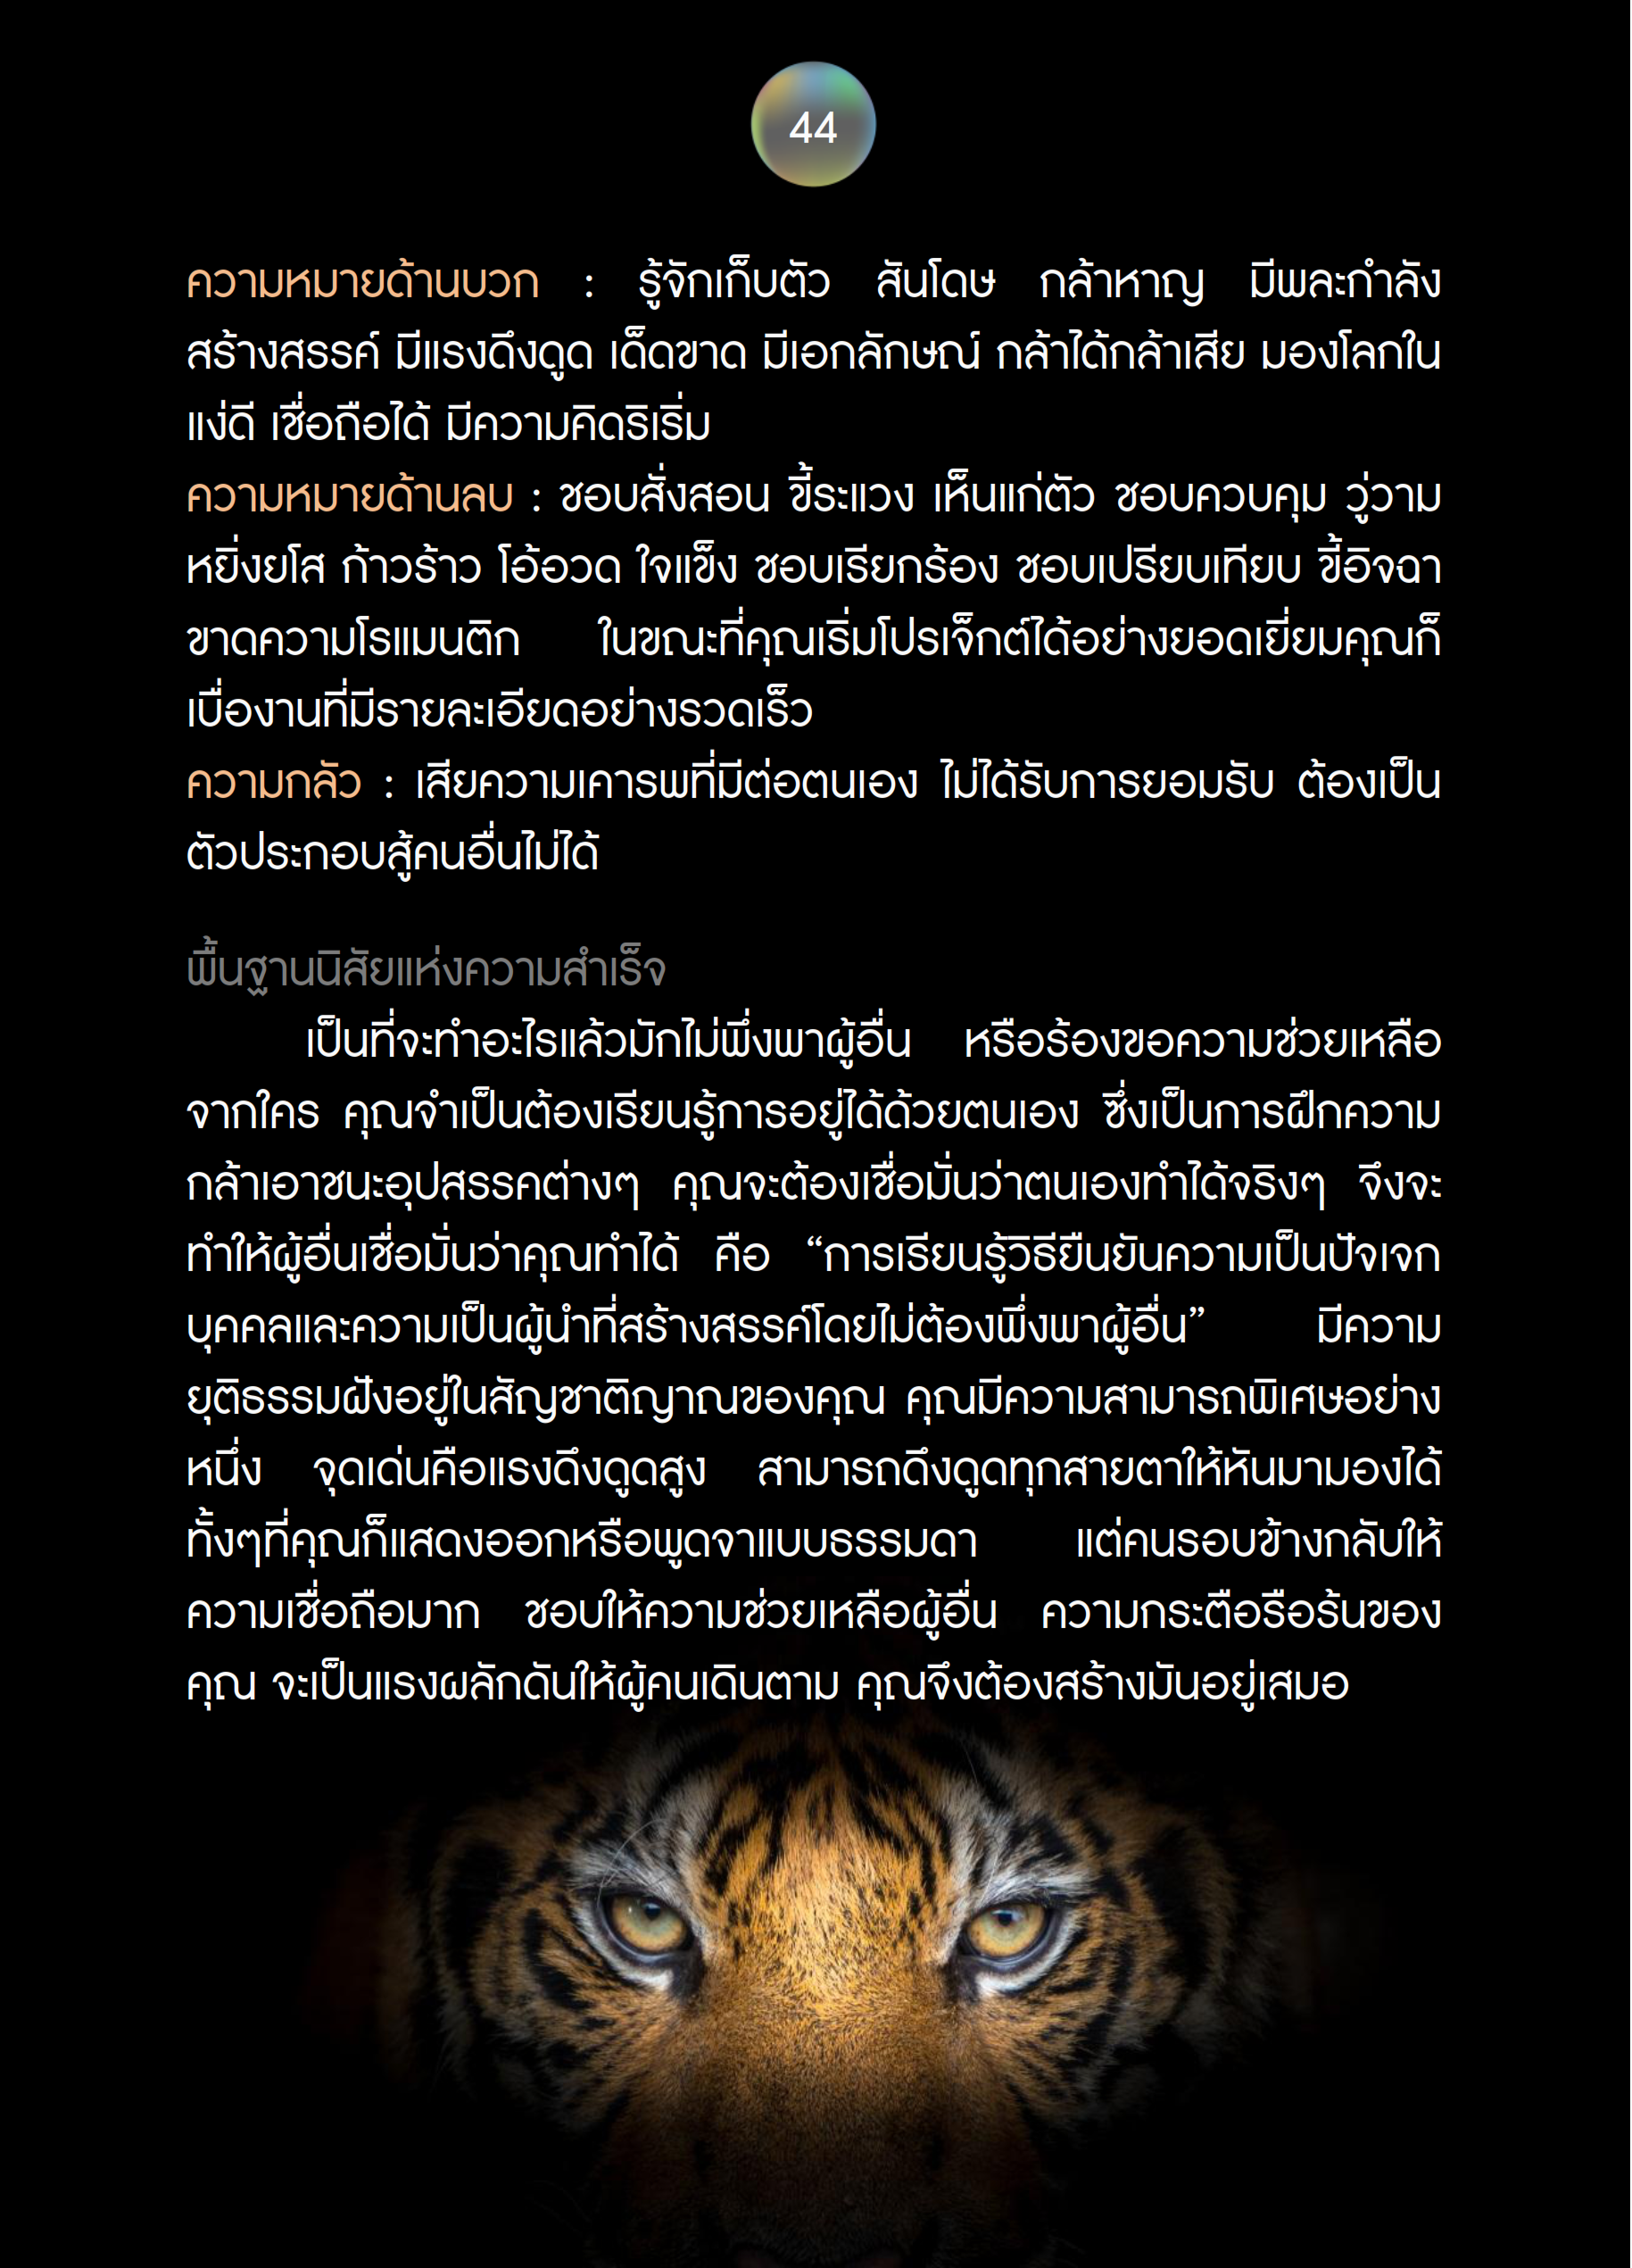 44
ความหมายด้านบวก : รู้จักเก็บตัว สันโดษ กล้าหาญ มีพละกำลัง
สร้างสรรค์ มีแรงดึงดูด เด็ดขาด มีเอกลักษณ์ กล้าได้กล้าเสีย มองโลกใน
แง่ดี เชื่อถือได้ มีความคิดริเริ่ม
ความหมายด้านลบ : ชอบสั่งสอน ขี้ระแวง เห็นแก่ตัว ชอบควบคุม วู่วาม
หยิ่งยโส ก้าวร้าว โอ้อวด ใจแข็ง ชอบเรียกร้อง ชอบเปรียบเทียบ ขี้อิจฉา
ขาดความโรแมนติก ในขณะที่คุณเริ่มโปรเจ็กต์ได้อย่างยอดเยี่ยมคุณก็
เบื่องานที่มีรายละเอียดอย่างรวดเร็ว
ความกลัว : เสียความเคารพที่มีต่อตนเอง ไม่ได้รับการยอมรับ ต้องเป็น
ตัวประกอบสู้คนอื่นไม่ได้
พื้นฐานนิสัยแห่งความสำเร็จ
เป็นที่จะทำอะไรแล้วมักไม่พึ่งพาผู้อื่น หรือร้องขอความช่วยเหลือ
จากใคร คุณจำเป็นต้องเรียนรู้การอยู่ได้ด้วยตนเอง ซึ่งเป็นการฝึกความ
กล้าเอาชนะอุปสรรคต่างๆ คุณจะต้องเชื่อมั่นว่าตนเองทำได้จริงๆ จึงจะ
ทำให้ผู้อื่นเชื่อมั่นว่าคุณทำได้ คือ “การเรียนรู้วิธียืนยันความเป็นปัจเจก
บุคคลและความเป็นผู้นำที่สร้างสรรค์โดยไม่ต้องพึ่งพาผู้อื่น” มีความ
ยุติธรรมฝังอยู่ในสัญชาติญาณของคุณ คุณมีความสามารถพิเศษอย่าง
หนึ่ง จุดเด่นคือแรงดึงดูดสูง สามารถดึงดูดทุกสายตาให้หันมามองได้
ทั้งๆที่คุณก็แสดงออกหรือพูดจาแบบธรรมดา แต่คนรอบข้างกลับให้
ความเชื่อถือมาก ชอบให้ความช่วยเหลือผู้อื่น ความกระตือรือร้นของ
คุณ จะเป็นแรงผลักดันให้ผู้คนเดินตาม คุณจึงต้องสร้างมันอยู่เสมอ